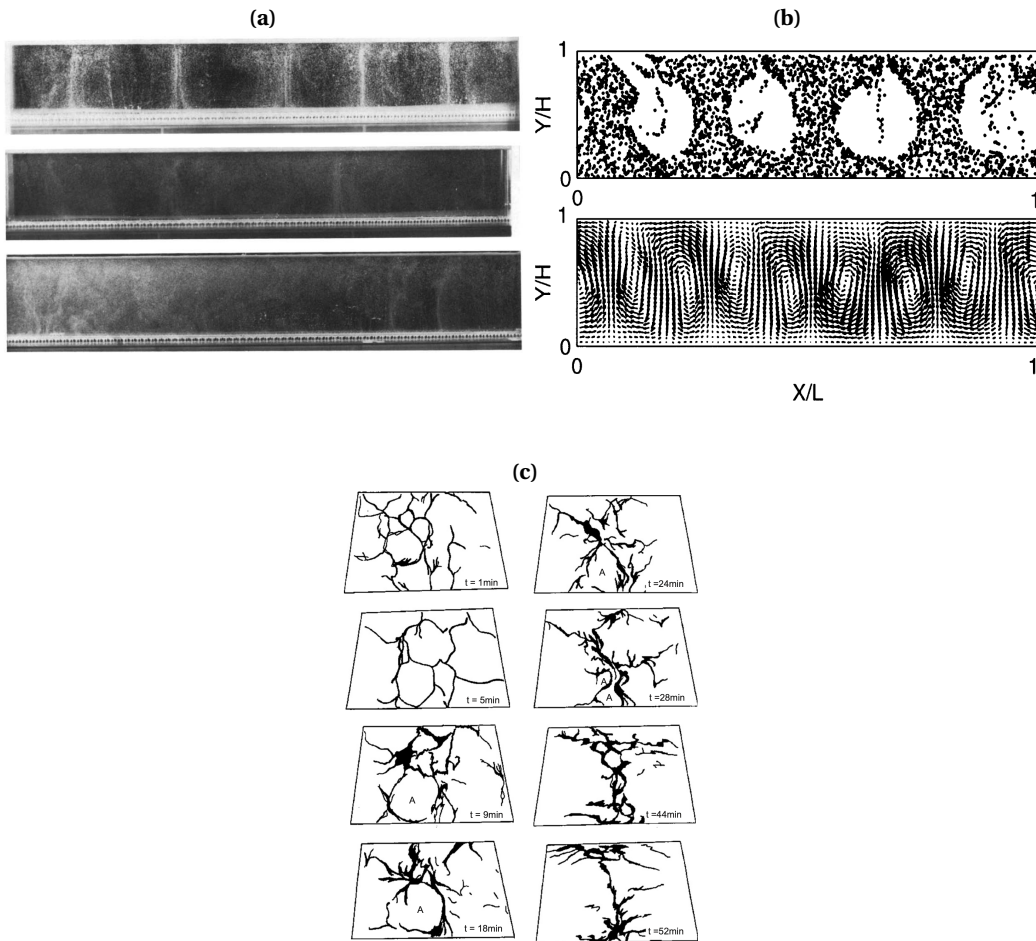 (a)
(b)
1
Y/H
0
0
1
1
Y/H
0
0
1
X/L
(c)
t = 1min
A
t =24min
t = 5min
A
A
t =28min
A
t = 9min
t =44min
A
t = 18min
t =52min